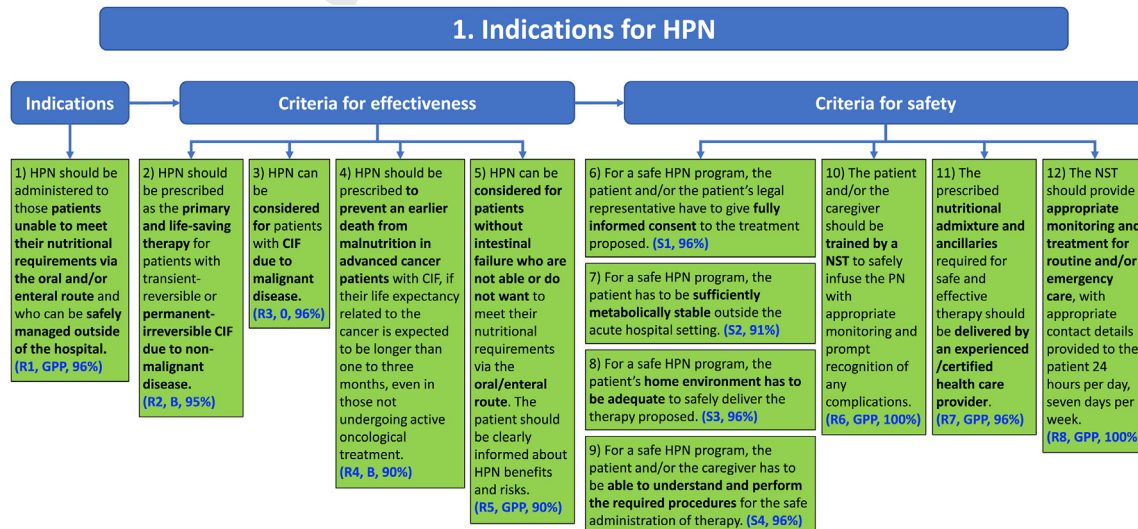 1. Indications for HPN
Indications
Criteria for effectiveness
Criteria for safety
1) HPN should be
administered to
those patients
unable to meet
their nutritional
requirements via
the oral and/or
enteral route and
who can be safely
managed outside
of the hospital.
(R1, GPP, 96%)
2) HPN should
be prescribed
as the primary
and life-saving
therapy for
patients with
transient-
reversible or
permanent-
irreversible CIF
due to non-
malignant
disease.
(R2, B, 95%)
3) HPN can
be
considered
for patients
with CIF
due to
malignant
disease.
(R3, 0, 96%)
4) HPN should be
prescribed to
prevent an earlier
death from
malnutrition in
advanced cancer
patients with CIF, if
their life expectancy
related to the
cancer is expected
to be longer than
one to three
months, even in
those not
undergoing active
oncological
treatment.
(R4, B, 90%)
5) HPN can be
considered for
patients
without
intestinal
failure who are
not able or do
not want to
meet their
nutritional
requirements
via the
oral/enteral
route. The
patient should
be clearly
informed about
HPN benefits
and risks.
(R5, GPP, 90%)
6) For a safe HPN program, the
patient and/or the patient's legal
representative have to give fully
informed consent to the treatment
proposed. (S1, 96%)
7) For a safe HPN program, the
patient has to be sufficiently
metabolically stable outside the
acute hospital setting. (S2, 91%)
8) For a safe HPN program, the
patient's home environment has to
be adequate to safely deliver the
therapy proposed. (S3, 96%)
9) For a safe HPN program, the
patient and/or the caregiver has to
be able to understand and perform
the required procedures for the safe
administration of therapy. (S4, 96%)
10) The patient
and/or the
caregiver
should be
trained by a
NST to safely
infuse the PN
with
appropriate
monitoring and
prompt
recognition of
any
complications.
(R6, GPP, 100%)
11) The
prescribed
nutritional
admixture and
ancillaries
required for
safe and
effective
therapy should
be delivered by
an experienced
/certified
health care
provider.
(R7, GPP, 96%)
12) The NST
should provide
appropriate
monitoring and
treatment for
routine and/or
emergency
care, with
appropriate
contact details
provided to the
patient 24
hours per day,
seven days per
week.
(R8, GPP, 100%